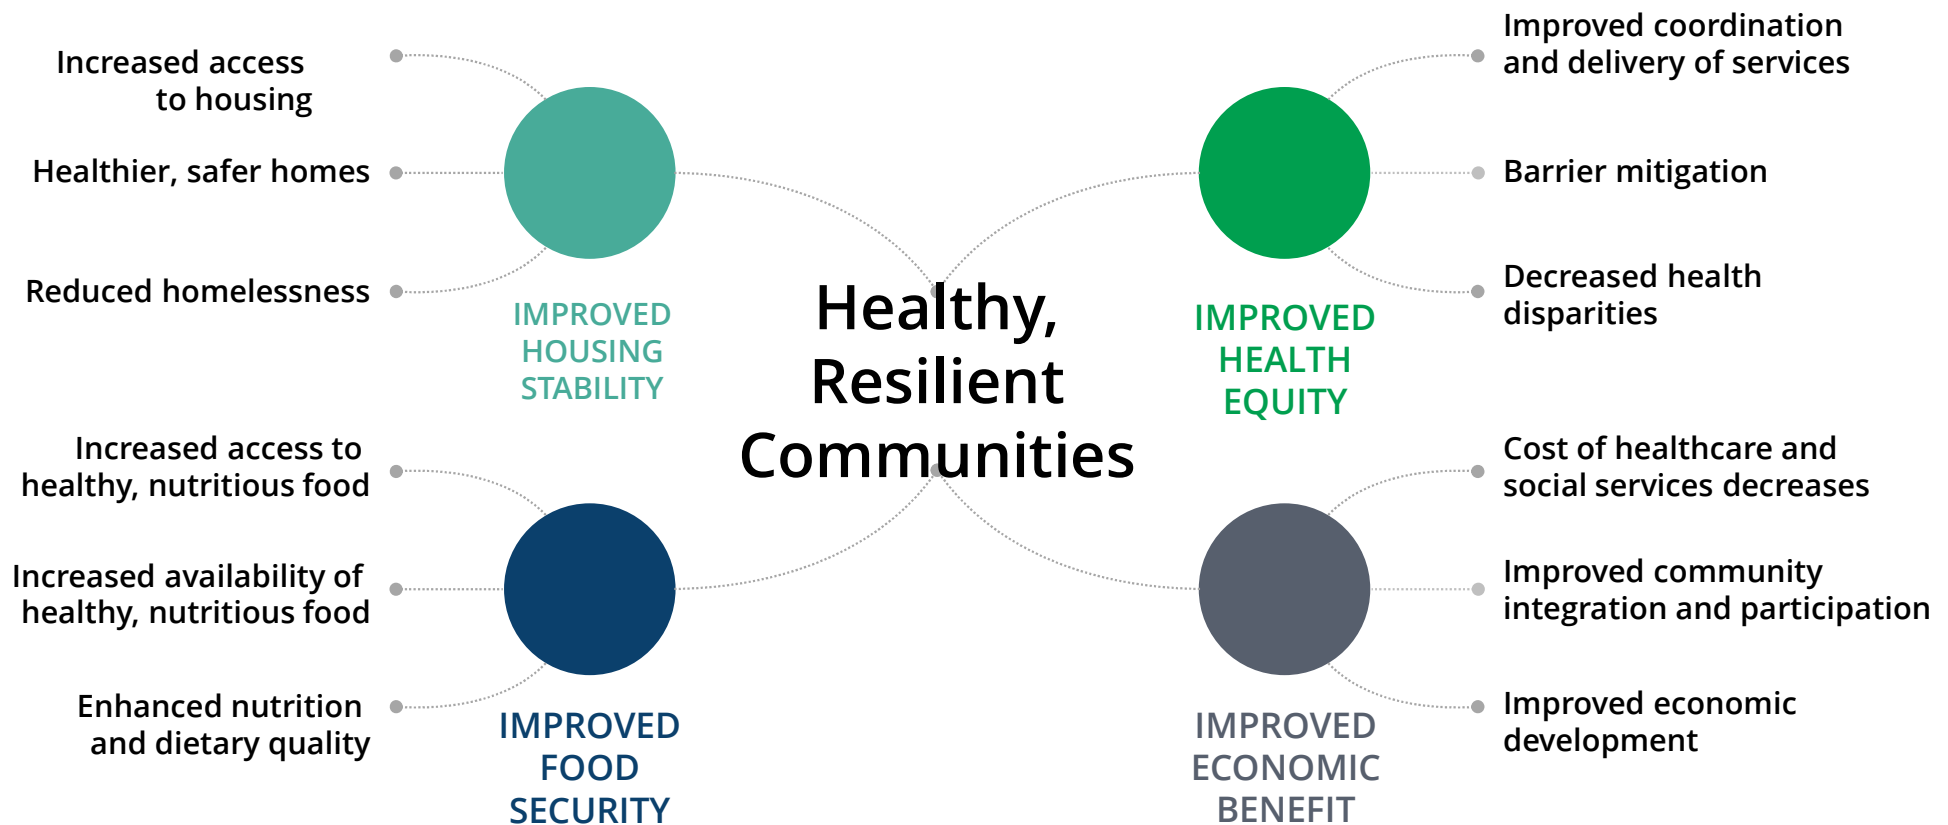 Increased access
to housing
Healthier, safer homes
Reduced homelessness
IMPROVED
HOUSING
STABILITY
Increased access to
healthy, nutritious food
Increased availability of
healthy, nutritious food
Enhanced nutrition
and dietary quality
IMPROVED
FOOD
SECURITY
Healthy,
Resilient
Communities
Improved coordination
and delivery of services
Barrier mitigation
Decreased health
disparities
IMPROVED
HEALTH
EQUITY
Cost of healthcare and
social services decreases
Improved community
integration and participation
Improved economic
development
IMPROVED
ECONOMIC
BENEFIT